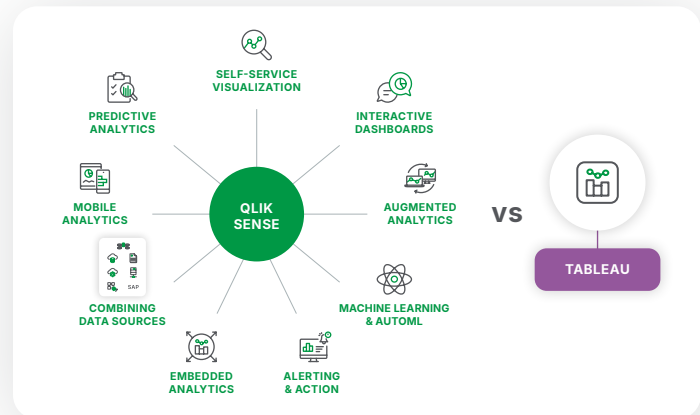 SELF-SERVICE
VISUALIZATION
PREDICTIVE
ANALYTICS
INTERACTIVE
DASHBOARDS
MOBILE
ANALYTICS
QLIK
SENSE
AUGMENTED
ANALYTICS
vs
TABLEAU
SAP
COMBINING
DATA SOURCES
MACHINE LEARNING
& AUTOML
EMBEDDED
ANALYTICS
ALERTING
& ACTION